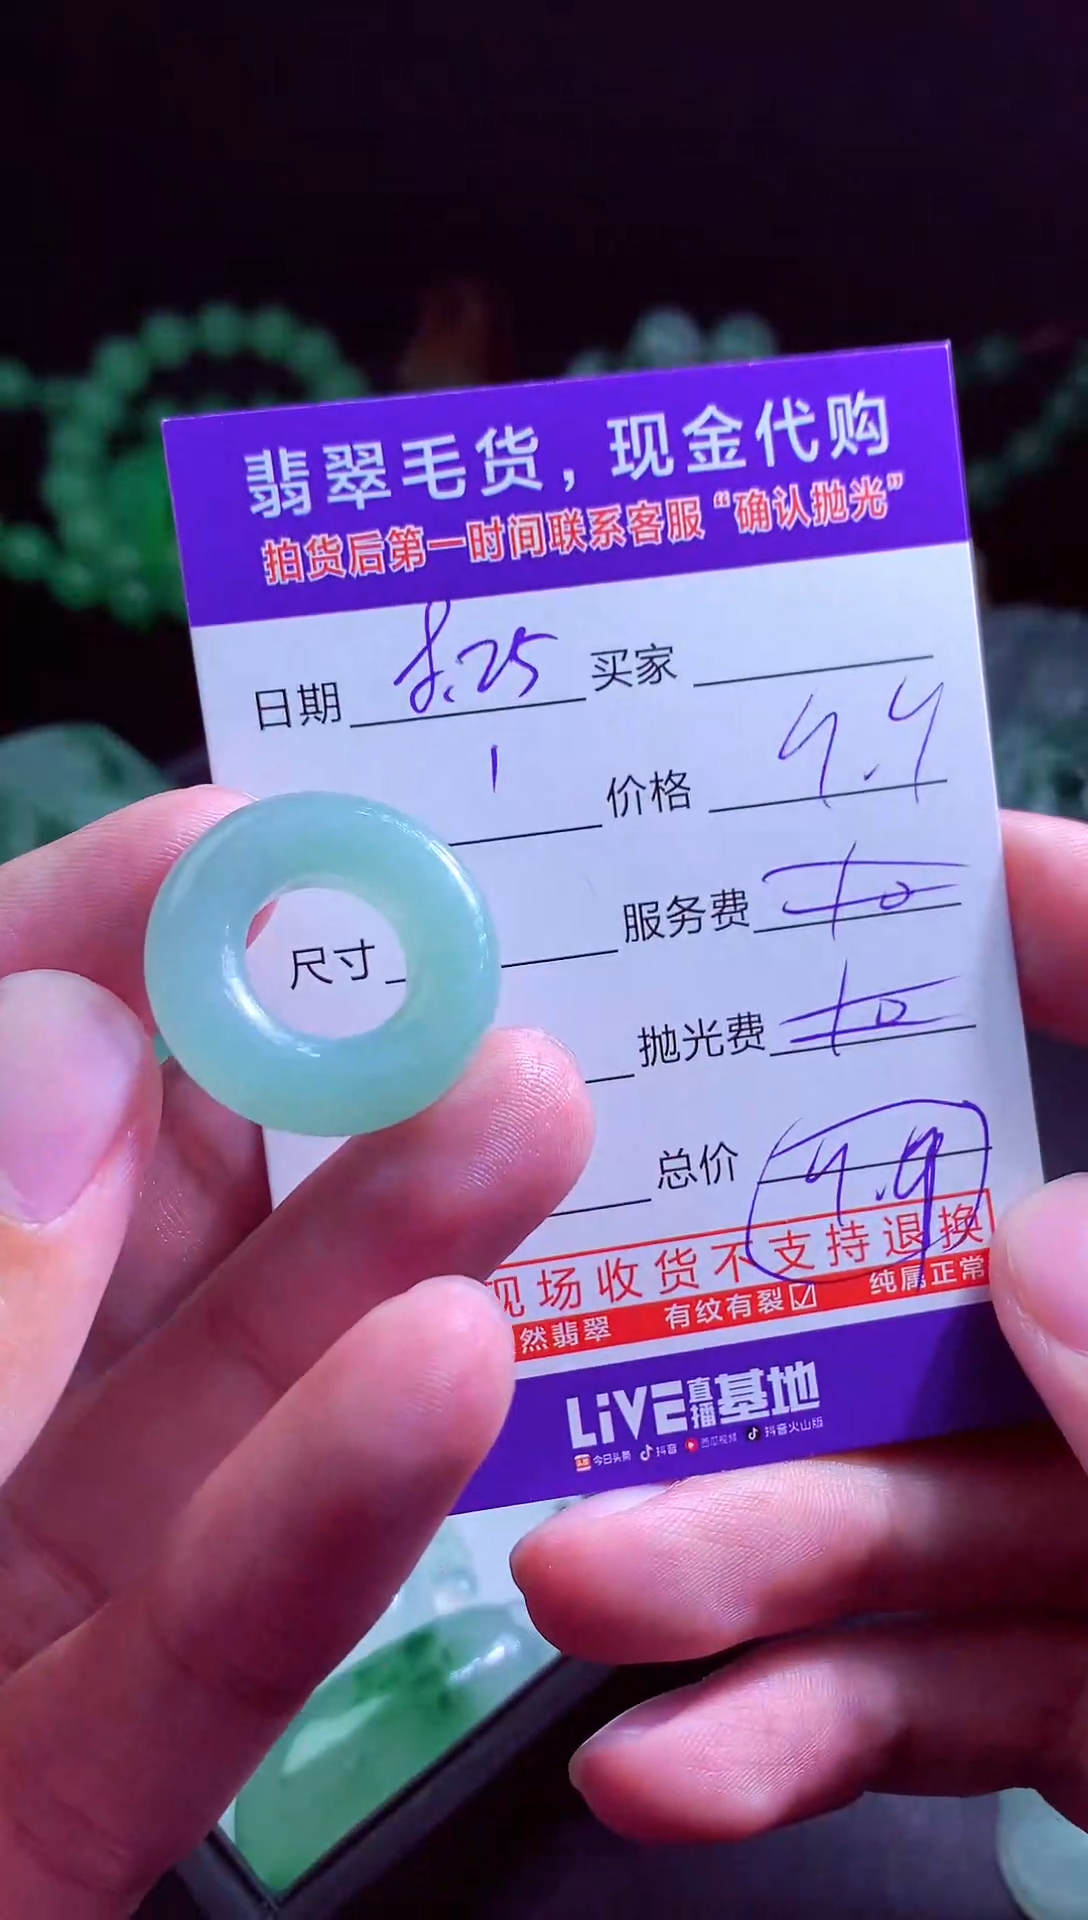 翡翠毛货，现金代购
拍货后第一时间联系客服“确认抛光”
日期 8.25 买家
1 价格 9.9
尺寸 服务费 免
抛光费 免
总价 9.9
现场收货不支持退换
然翡翠 有纹有裂☑ 纯属正常
LiVE直播基地
头条 今日头条 抖音 西瓜视频 抖音火山版